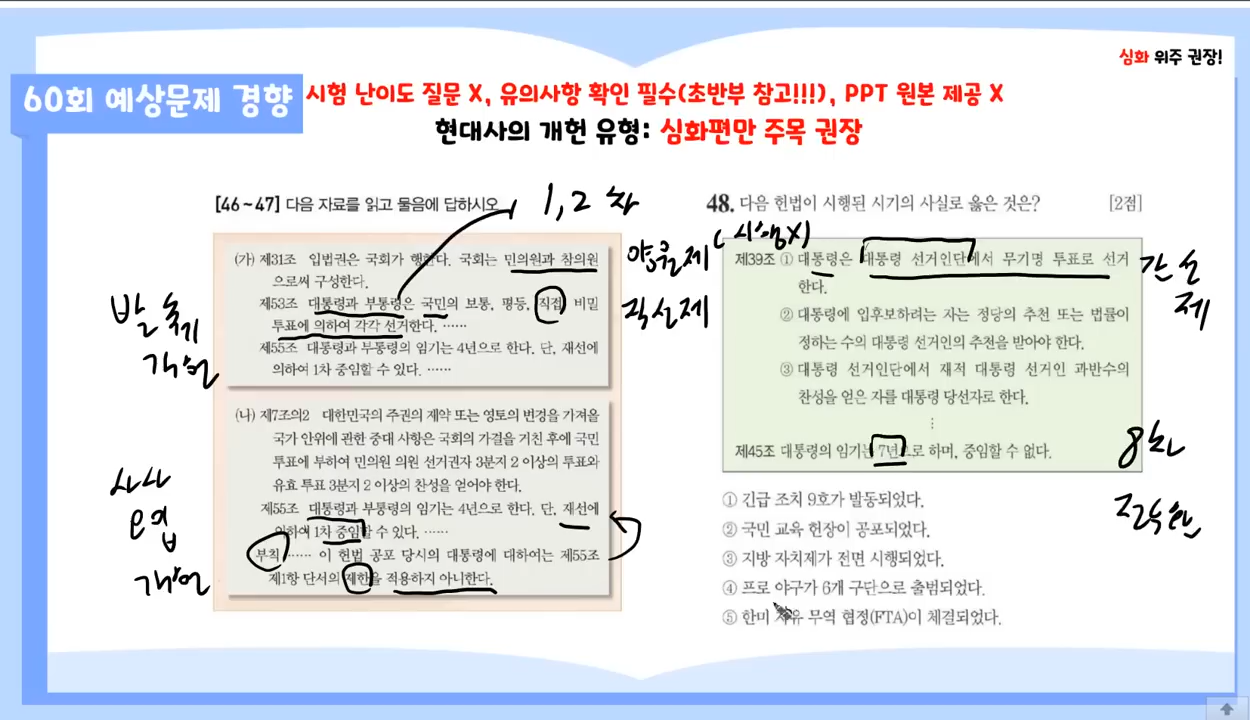 심화 위주 권장!
60회 예상문제 경향
시험 난이도 질문 X, 유의사항 확인 필수(초반부 참고!!!), PPT 원본 제공 X
현대사의 개헌 유형: 심화편만 주목 권장
[46~47] 다음 자료를 읽고 물음에 답하시오
1, 2 차
(가) 제31조 입법권은 국회가 행한다. 국회는 민의원과 참의원
으로써 구성한다.
제53조 대통령과 부통령은 국민의 보통, 평등, 직접 비밀
투표에 의하여 각각 선거한다. ……
제55조 대통령과 부통령의 임기는 4년으로 한다. 단, 재선에
의하여 1차 중임할 수 있다. ……
양원제
(시행X)
직선제
발췌
개헌
(나) 제7조의2 대한민국의 주권의 제약 또는 영토의 변경을 가져올
국가 안위에 관한 중대 사항은 국회의 가결을 거친 후에 국민
투표에 부하여 민의원 의원 선거권자 3분지 2 이상의 투표와
유효 투표 3분지 2 이상의 찬성을 얻어야 한다.
제55조 대통령과 부통령의 임기는 4년으로 한다. 단, 재선에
의하여 1차 중임할 수 있다. ……
부칙 …… 이 헌법 공포 당시의 대통령에 대하여는 제55조
제1항 단서의 제한을 적용하지 아니한다.
사사
오입
개헌
48. 다음 헌법이 시행된 시기의 사실로 옳은 것은? [2점]
제39조 ① 대통령은 대통령 선거인단에서 무기명 투표로 선거
한다.
② 대통령에 입후보하려는 자는 정당의 추천 또는 법률이
정하는 수의 대통령 선거인의 추천을 받아야 한다.
③ 대통령 선거인단에서 재적 대통령 선거인 과반수의
찬성을 얻은 자를 대통령 당선자로 한다.
⋮
제45조 대통령의 임기는 7년으로 하며, 중임할 수 없다.
간선
제
8차
전두환
① 긴급 조치 9호가 발동되었다.
② 국민 교육 헌장이 공포되었다.
③ 지방 자치제가 전면 시행되었다.
④ 프로 야구가 6개 구단으로 출범되었다.
⑤ 한미 자유 무역 협정(FTA)이 체결되었다.